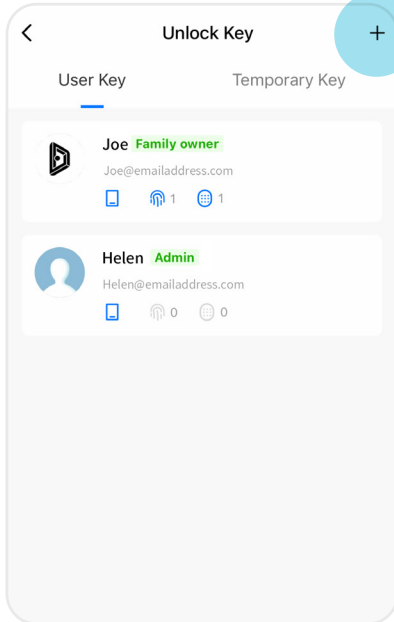 Unlock Key
User Key Temporary Key
Joe Family owner
Joe@emailaddress.com
1 1
Helen Admin
Helen@emailaddress.com
0 0